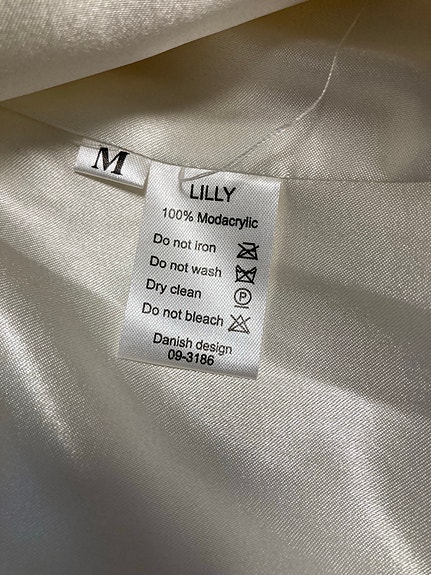 M
LILLY
100% Modacrylic
Do not iron
Do not wash
Dry clean
P
Do not bleach
Danish design
09-3186